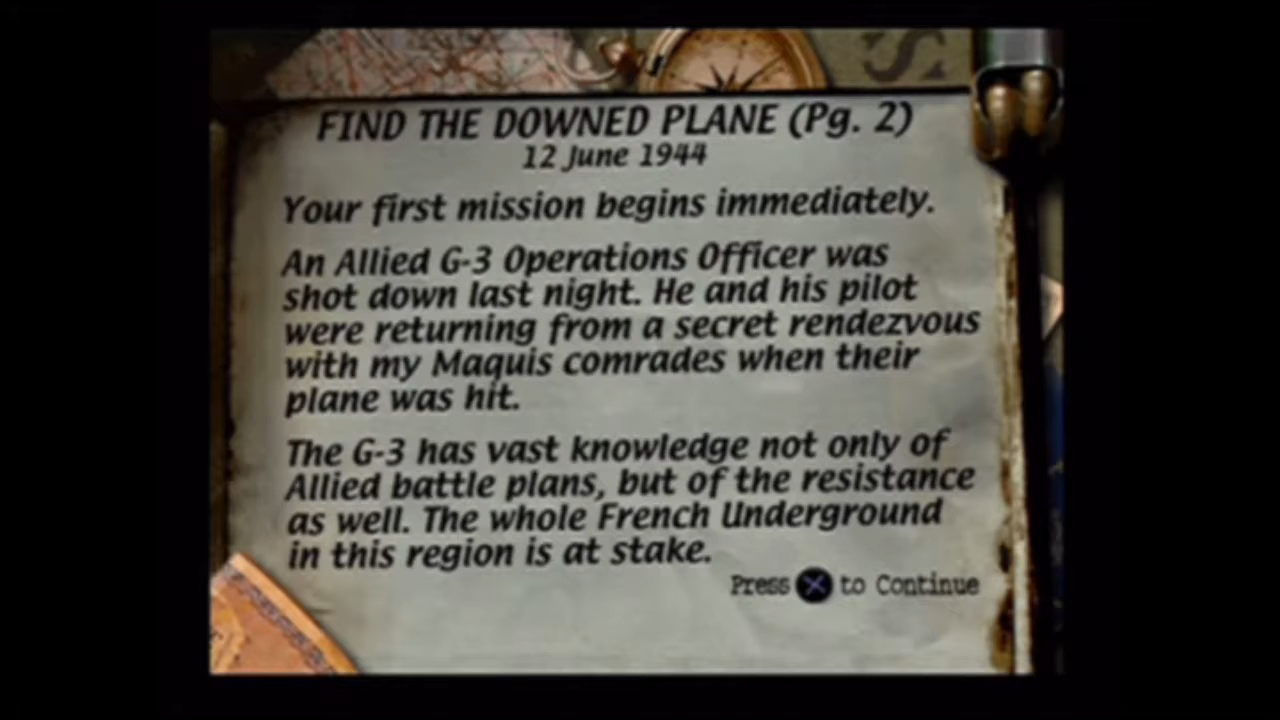 FIND THE DOWNED PLANE (Pg. 2)
12 June 1944
Your first mission begins immediately.
An Allied G-3 Operations Officer was
shot down last night. He and his pilot
were returning from a secret rendezvous
with my Maquis comrades when their
plane was hit.
The G-3 has vast knowledge not only of
Allied battle plans, but of the resistance
as well. The whole French Underground
in this region is at stake.
Press X to Continue